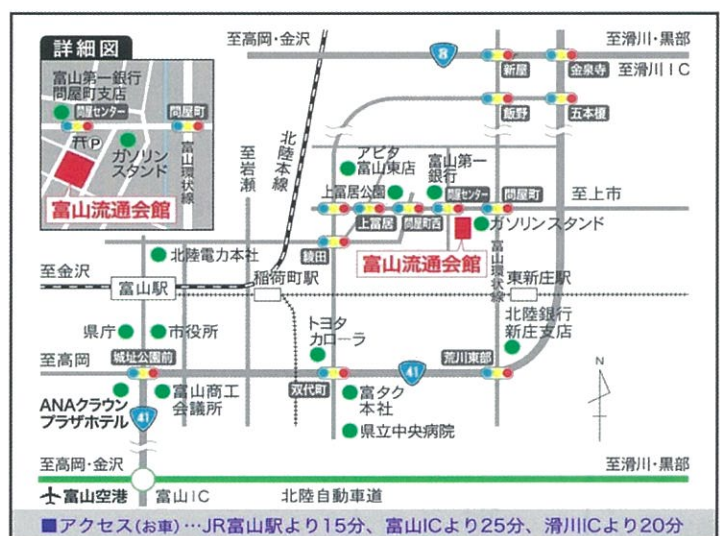 詳細図
富山第一銀行
問屋町支店
問屋センター
問屋町
P
ガソリン
スタンド
富山環状線
富山流通会館
至高岡・金沢
8
新屋
金泉寺
至滑川・黒部
至滑川IC
飯野
五本榎
北陸本線
至岩瀬
アピタ
富山東店
富山第一
銀行
上冨居公園
問屋センター
問屋町
至上市
上冨居
問屋町西
ガソリンスタンド
綾田
富山流通会館
富山環状線
北陸電力本社
至金沢
富山駅
稲荷町駅
東新庄駅
県庁
市役所
トヨタ
カローラ
北陸銀行
新庄支店
至高岡
城址公園前
双代町
41
荒川東部
N
ANAクラウン
プラザホテル
41
富山商工
会議所
富タク
本社
県立中央病院
至高岡・金沢
至滑川・黒部
富山空港
富山IC
北陸自動車道
■アクセス(お車)…JR富山駅より15分、富山ICより25分、滑川ICより20分